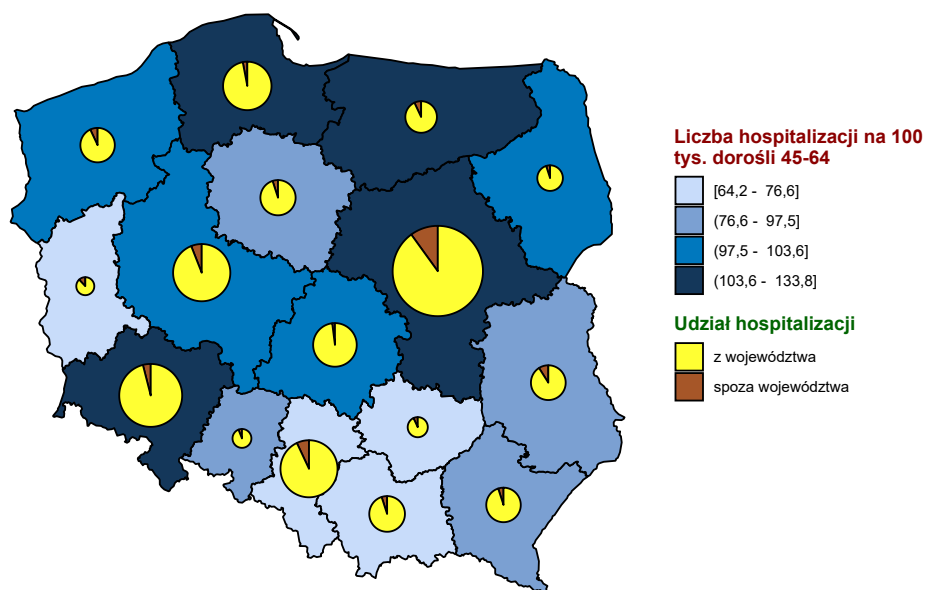 Liczba hospitalizacji na 100
tys. dorośli 45-64
[64,2 - 76,6]
(76,6 - 97,5]
(97,5 - 103,6]
(103,6 - 133,8]
Udział hospitalizacji
z województwa
spoza województwa